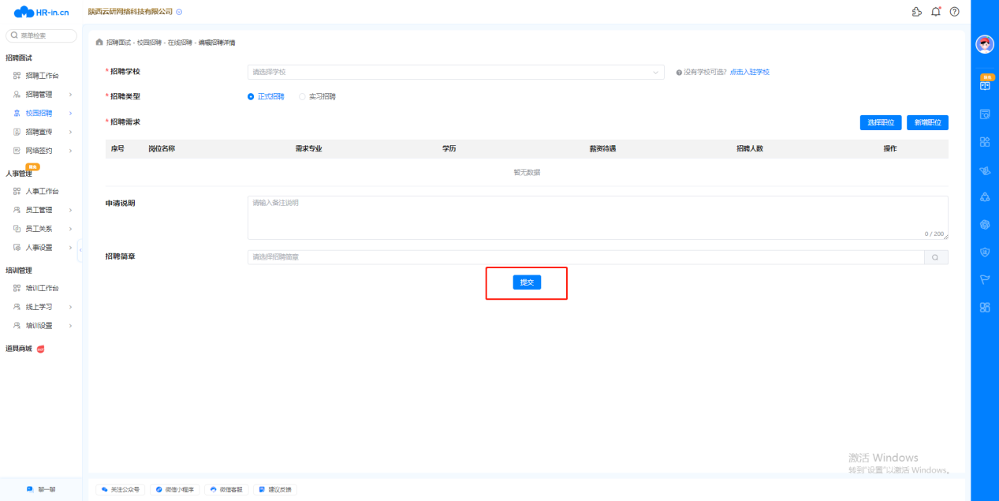 HR-in.cn
陕西云研网络科技有限公司
菜单检索
招聘面试
招聘工作台
招聘管理
校园招聘
招聘宣传
网络签约
人事管理
人事工作台
员工管理
员工关系
人事设置
培训管理
培训工作台
线上学习
培训设置
道具商城
聊一聊
招聘面试 - 校园招聘 - 在线招聘 - 编辑招聘详情
* 招聘学校 请选择学校 没有学校可选? 点击入驻学校
* 招聘类型 正式招聘 实习招聘
* 招聘需求 选择职位 新增职位
序号 岗位名称 需求专业 学历 薪资待遇 招聘人数 操作
暂无数据
申请说明 请输入备注说明
0 / 200
招聘简章 请选择招聘简章
提交
激活 Windows
转到"设置"以激活 Windows。
关注公众号 微信小程序 微信客服 建议反馈